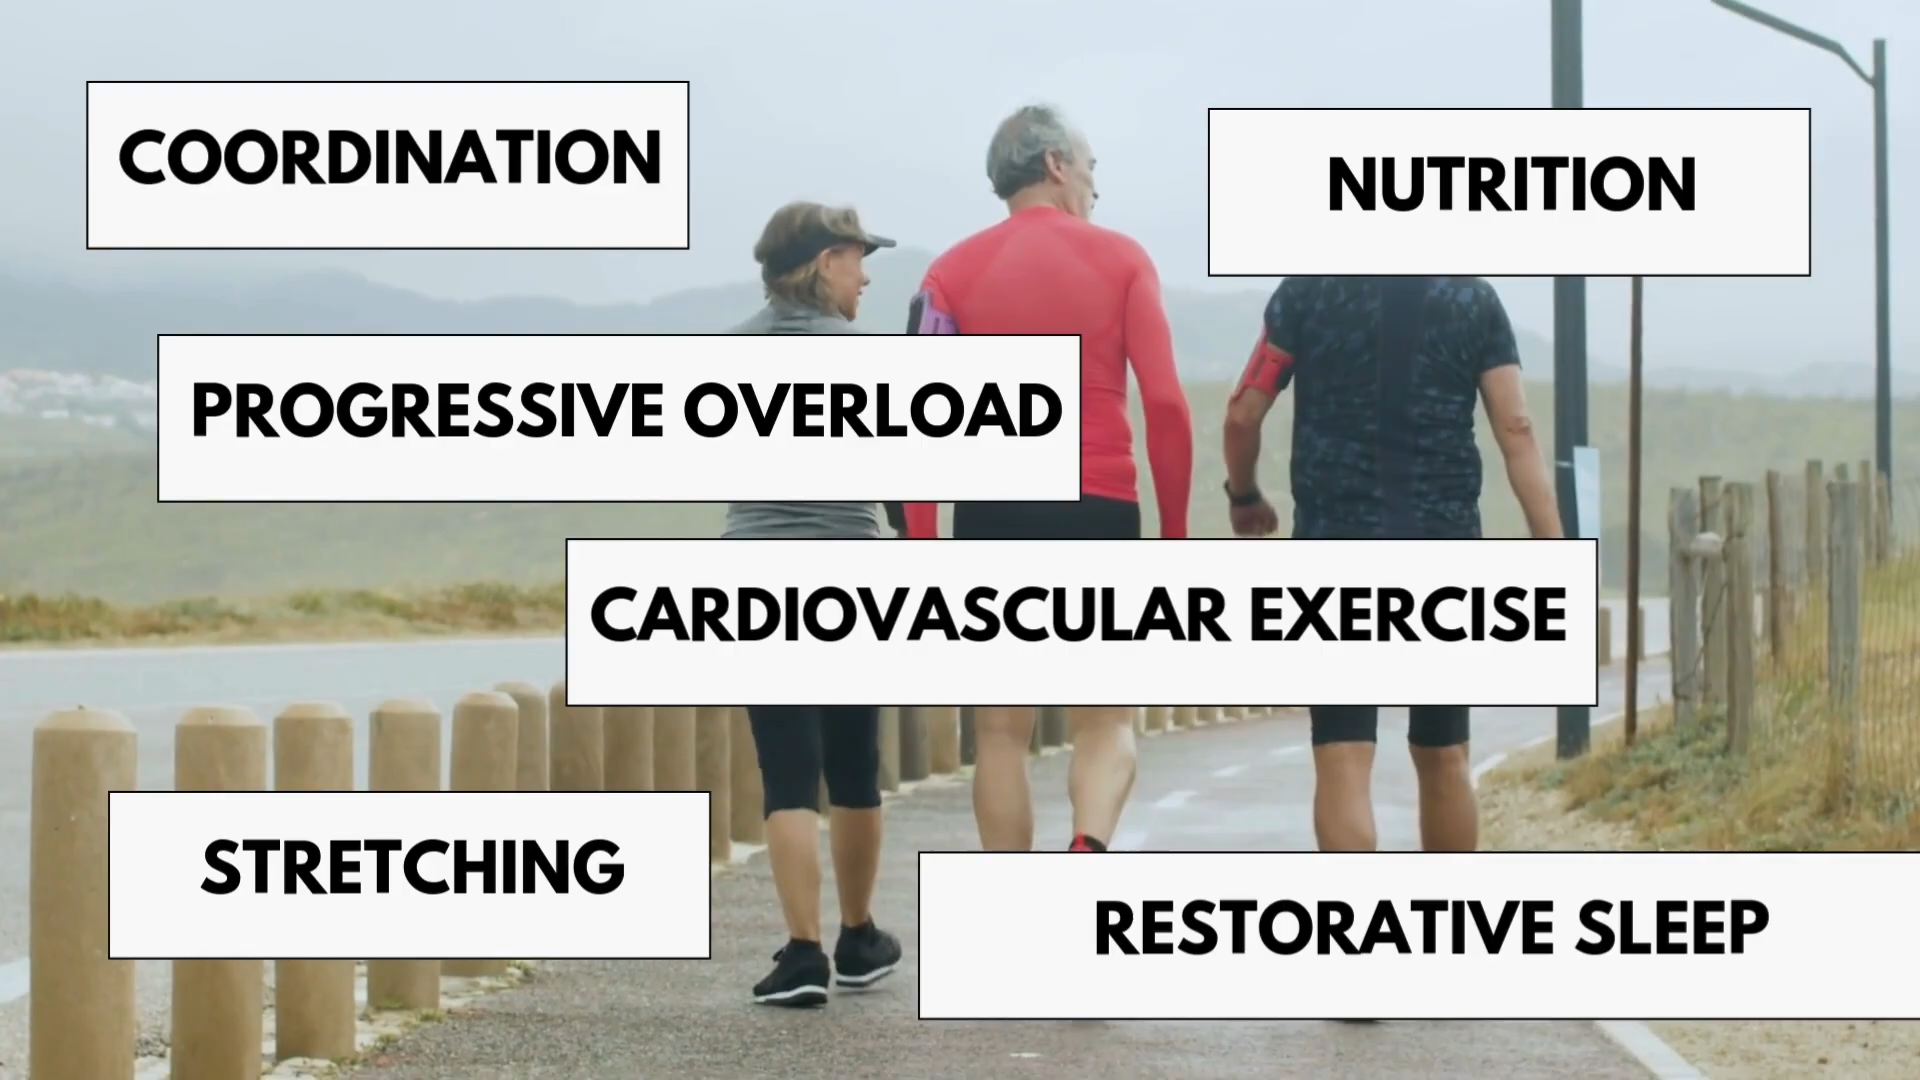 COORDINATION
NUTRITION
PROGRESSIVE OVERLOAD
CARDIOVASCULAR EXERCISE
STRETCHING
RESTORATIVE SLEEP